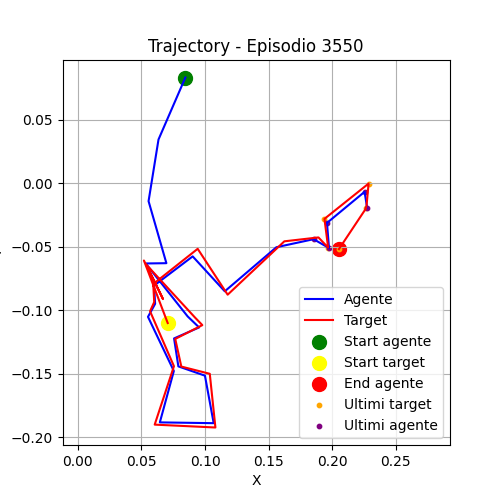 Trajectory - Episodio 3550
0.05
0.00
−0.05
−0.10
−0.15
−0.20
0.00 0.05 0.10 0.15 0.20 0.25
X
Agente
Target
Start agente
Start target
End agente
Ultimi target
Ultimi agente